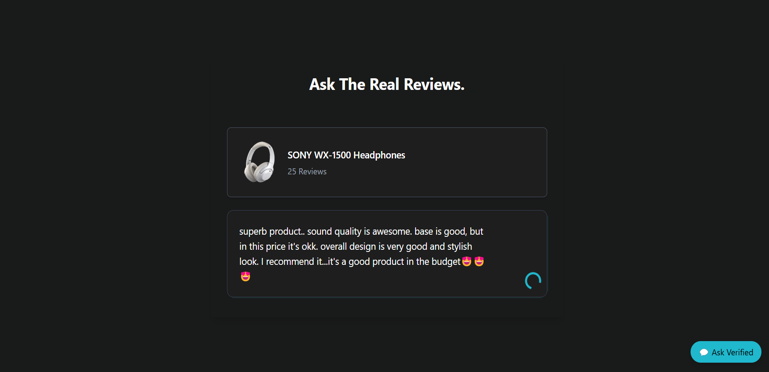 Ask The Real Reviews.
SONY WX-1500 Headphones
25 Reviews
superb product.. sound quality is awesome. base is good, but
in this price it's okk. overall design is very good and stylish
look. I recommend it...it's a good product in the budget😍😍
😍
Ask Verified